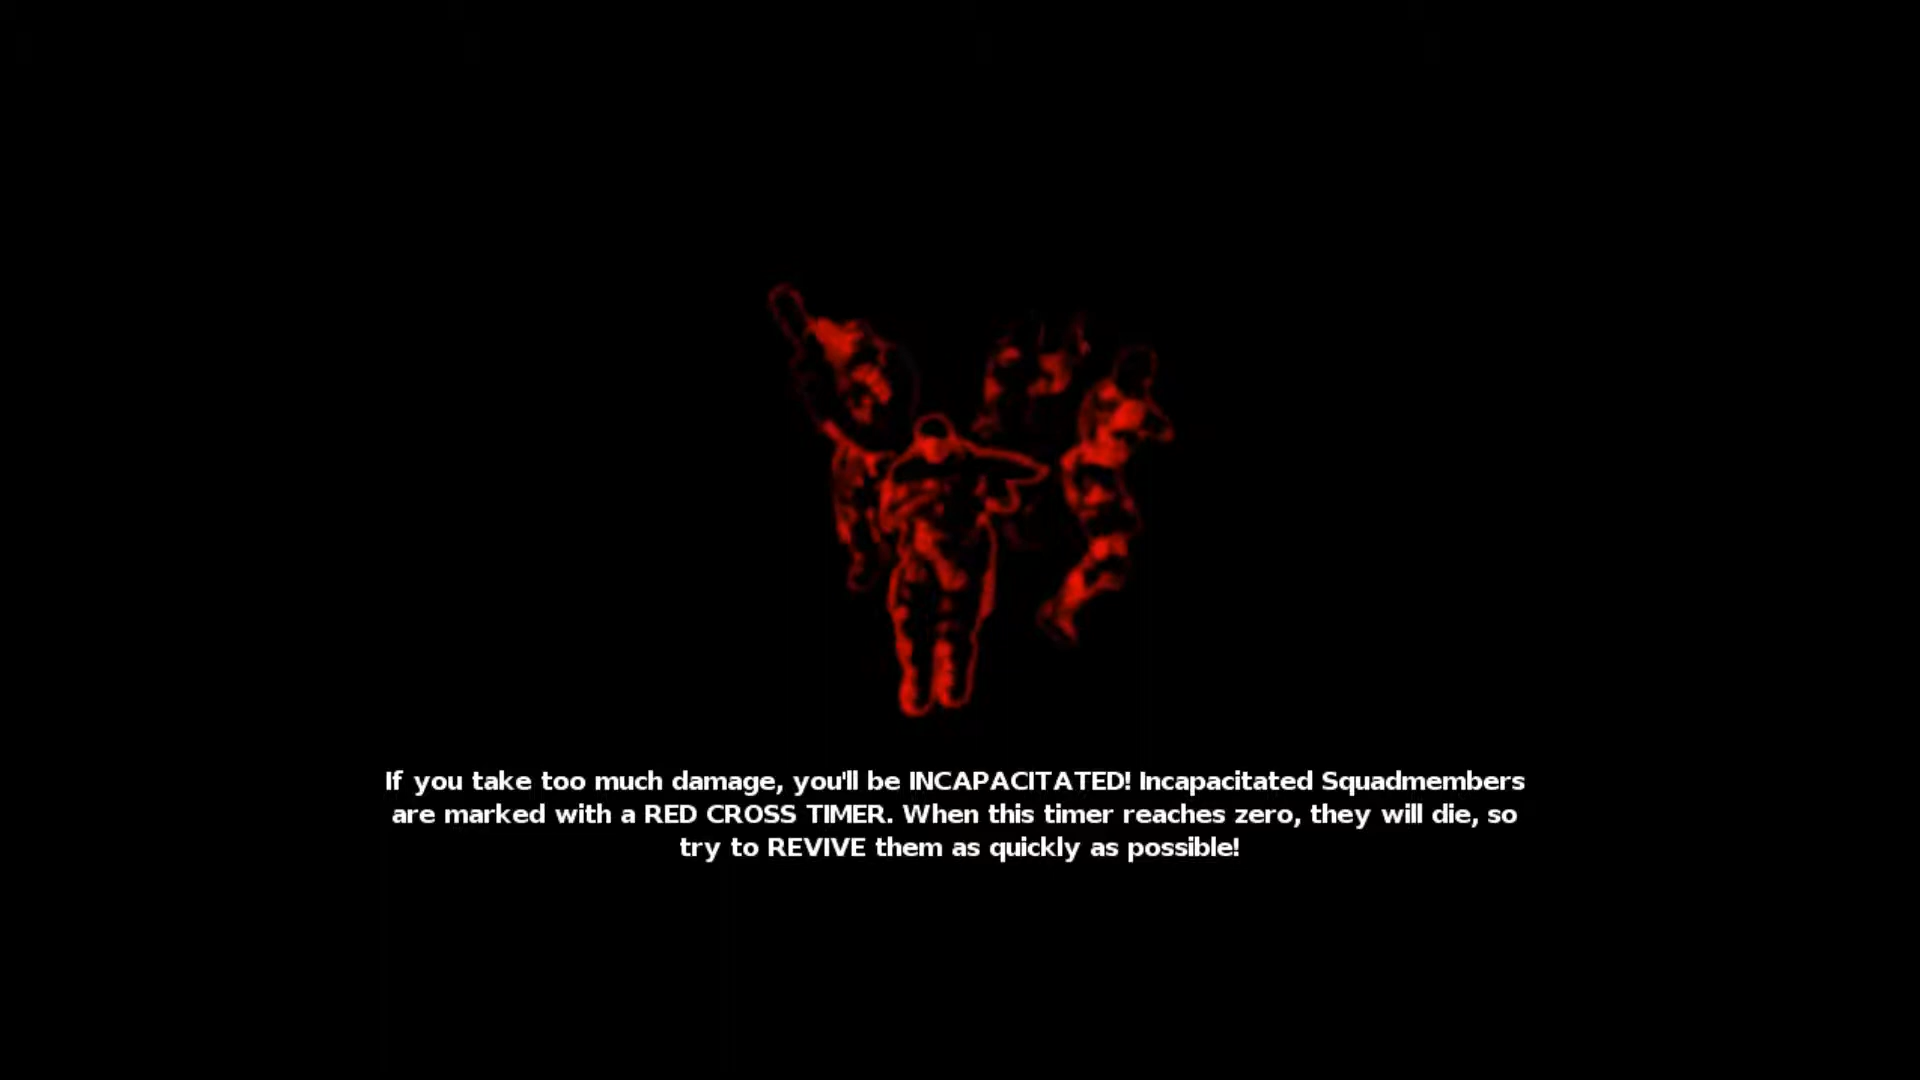 If you take too much damage, you'll be INCAPACITATED! Incapacitated Squadmembers
are marked with a RED CROSS TIMER. When this timer reaches zero, they will die, so
try to REVIVE them as quickly as possible!